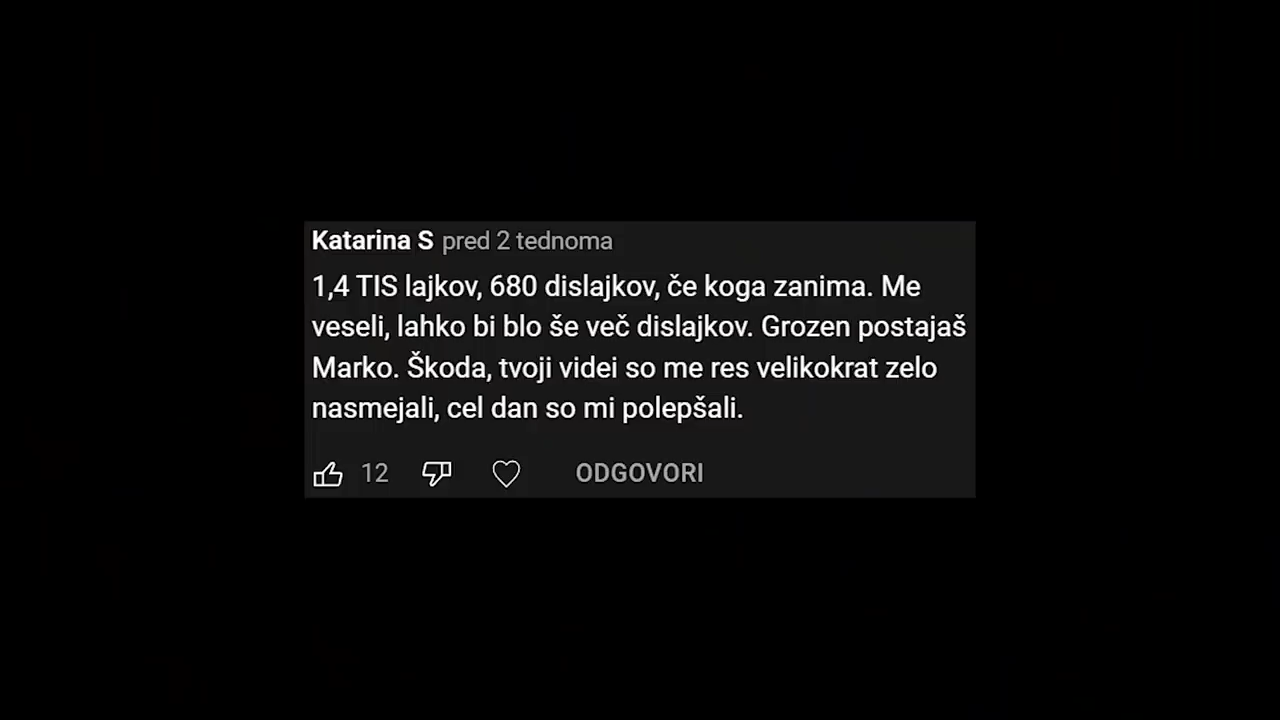 Katarina S pred 2 tednoma
1,4 TIS lajkov, 680 dislajkov, če koga zanima. Me
veseli, lahko bi blo še več dislajkov. Grozen postajaš
Marko. Škoda, tvoji videi so me res velikokrat zelo
nasmejali, cel dan so mi polepšali.
12 ODGOVORI